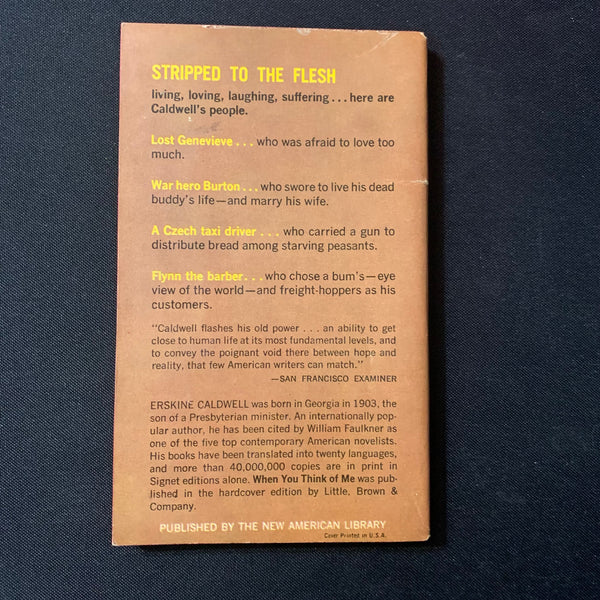 STRIPPED TO THE FLESH
living, loving, laughing, suffering . . . here are
Caldwell's people.
Lost Genevieve . . . who was afraid to love too
much.
War hero Burton . . . who swore to live his dead
buddy's life—and marry his wife.
A Czech taxi driver . . . who carried a gun to
distribute bread among starving peasants.
Flynn the barber. . . who chose a bum's—eye
view of the world—and freight-hoppers as his
customers.
"Caldwell flashes his old power . . . an ability to get
close to human life at its most fundamental levels, and
to convey the poignant void there between hope and
reality, that few American writers can match."
—SAN FRANCISCO EXAMINER
ERSKINE CALDWELL was born in Georgia in 1903, the
son of a Presbyterian minister. An internationally pop-
ular author, he has been cited by William Faulkner as
one of the five top contemporary American novelists.
His books have been translated into twenty languages,
and more than 40,000,000 copies are in print in
Signet editions alone. When You Think of Me was pub-
lished in the hardcover edition by Little, Brown &
Company.
PUBLISHED BY THE NEW AMERICAN LIBRARY
Cover Printed in U.S.A.